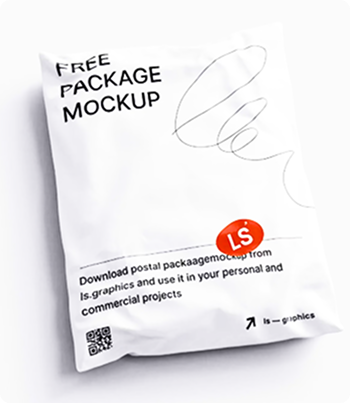 FREE
PACKAGE
MOCKUP
LS
Download postal packaagemockup from
ls.graphics and use it in your personal and
commercial projects
ls — graphics